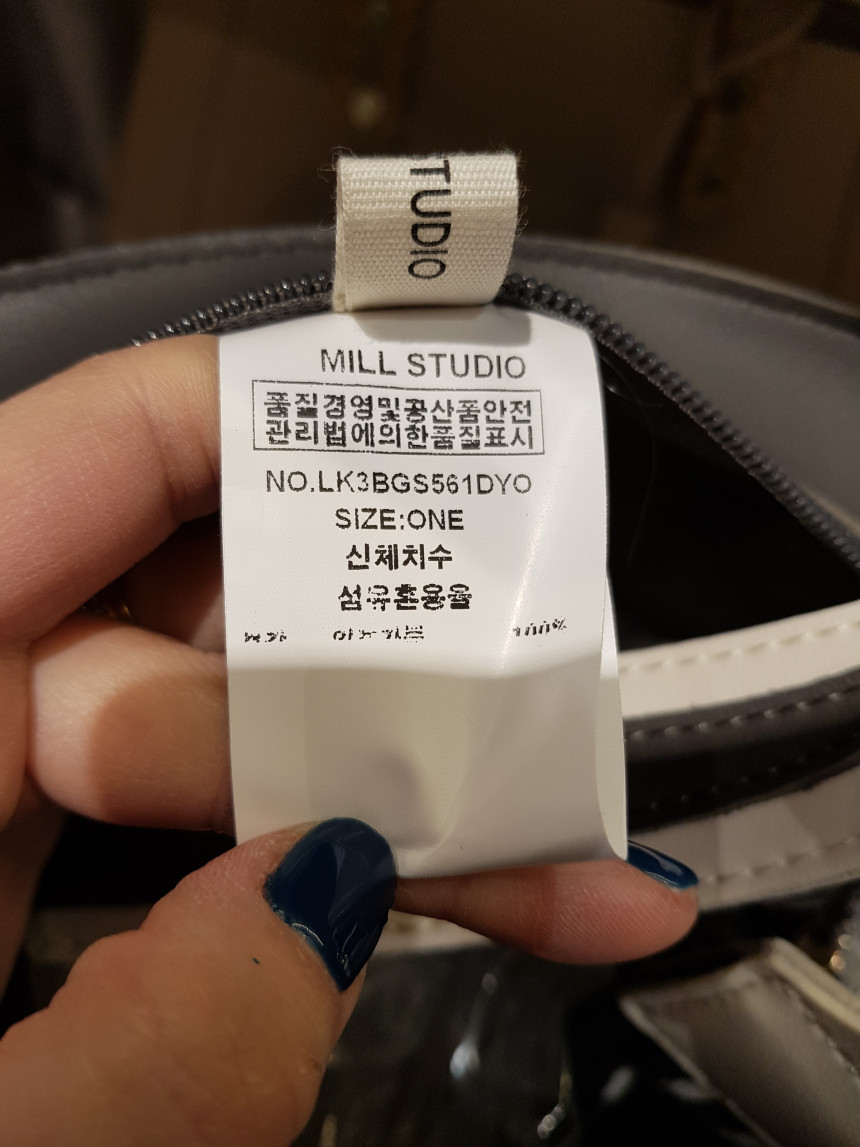 TUDIO
MILL STUDIO
품질경영및공산품안전
관리법에의한품질표시
NO.LK3BGS561DYO
SIZE:ONE
신체치수
섬유혼용율
100%